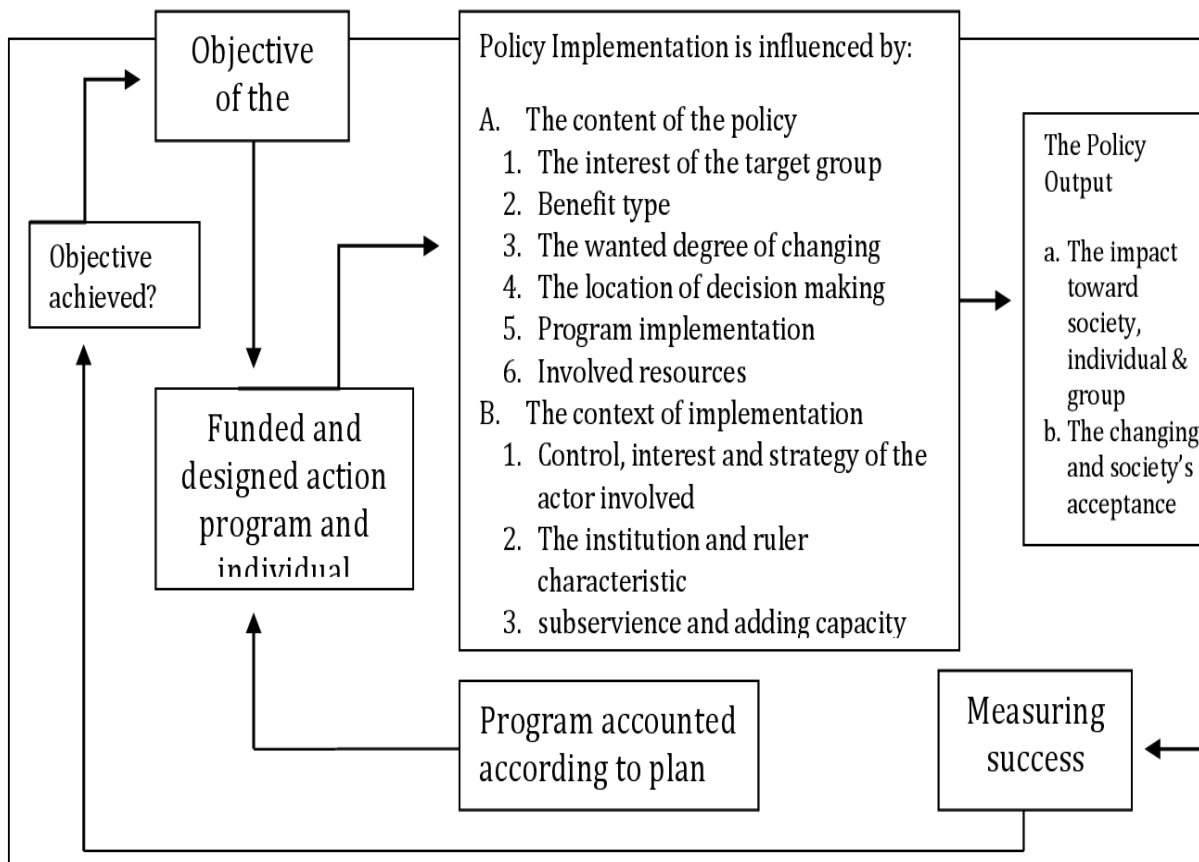 Objective
of the
Policy Implementation is influenced by:
A. The content of the policy
1. The interest of the target group
2. Benefit type
3. The wanted degree of changing
4. The location of decision making
5. Program implementation
6. Involved resources
B. The context of implementation
1. Control, interest and strategy of the
actor involved
2. The institution and ruler
characteristic
3. subservience and adding capacity
The Policy
Output
a. The impact
toward
society,
individual &
group
b. The changing
and society's
acceptance
Objective
achieved?
Funded and
designed action
program and
individual
Program accounted
according to plan
Measuring
success